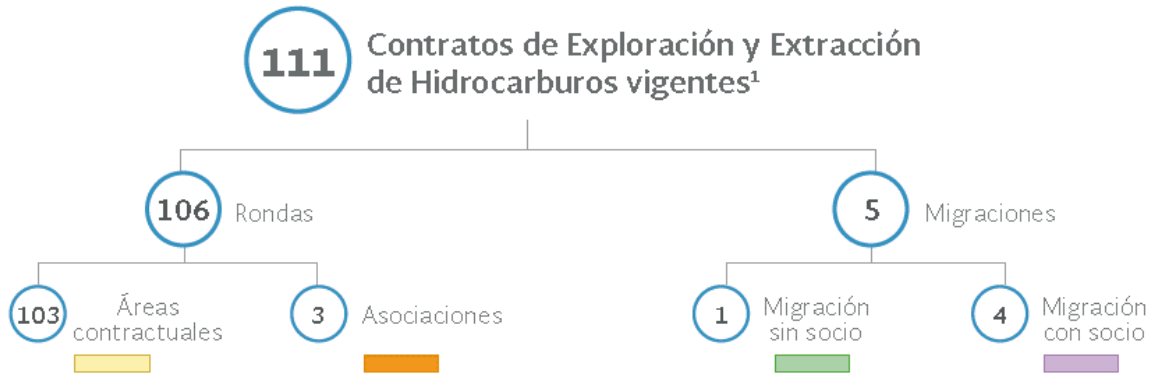 111
Contratos de Exploración y Extracción
de Hidrocarburos vigentes¹
106
Rondas
5
Migraciones
103
Áreas
contractuales
3
Asociaciones
1
Migración
sin socio
4
Migración
con socio